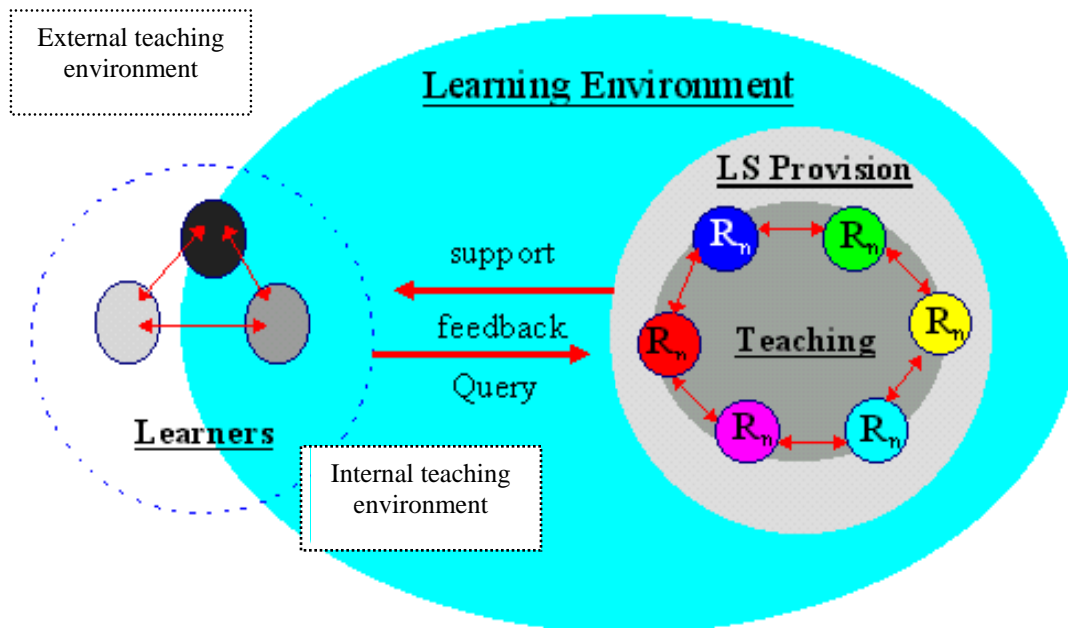 External teaching
environment
Learning Environment
LS Provision
Rₙ
Rₙ
support
Rₙ
feedback
Rₙ
Teaching
Query
Learners
Rₙ
Rₙ
Internal teaching
environment